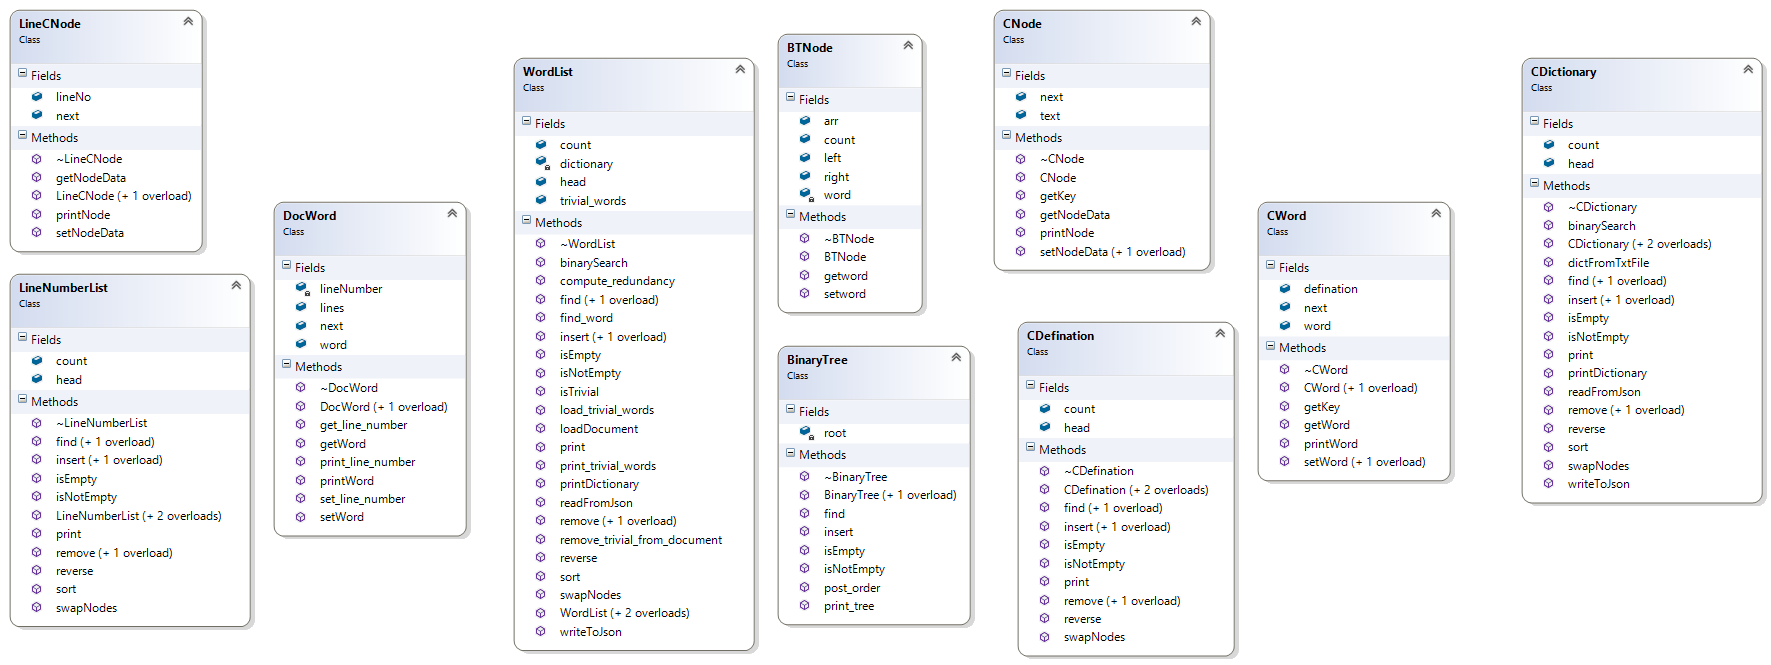 LineCNode
Class
Fields
lineNo
next
Methods
~LineCNode
getNodeData
LineCNode (+ 1 overload)
printNode
setNodeData
LineNumberList
Class
Fields
count
head
Methods
~LineNumberList
find (+ 1 overload)
insert (+ 1 overload)
isEmpty
isNotEmpty
LineNumberList (+ 2 overloads)
print
remove (+ 1 overload)
reverse
sort
swapNodes
DocWord
Class
Fields
lineNumber
lines
next
word
Methods
~DocWord
DocWord (+ 1 overload)
get_line_number
getWord
print_line_number
printWord
set_line_number
setWord
WordList
Class
Fields
count
dictionary
head
trivial_words
Methods
~WordList
binarySearch
compute_redundancy
find (+ 1 overload)
find_word
insert (+ 1 overload)
isEmpty
isNotEmpty
isTrivial
load_trivial_words
loadDocument
print
print_trivial_words
printDictionary
readFromJson
remove (+ 1 overload)
remove_trivial_from_document
reverse
sort
swapNodes
WordList (+ 2 overloads)
writeToJson
BTNode
Class
Fields
arr
count
left
right
word
Methods
~BTNode
BTNode
getword
setword
BinaryTree
Class
Fields
root
Methods
~BinaryTree
BinaryTree (+ 1 overload)
find
insert
isEmpty
isNotEmpty
post_order
print_tree
CNode
Class
Fields
next
text
Methods
~CNode
CNode
getKey
getNodeData
printNode
setNodeData (+ 1 overload)
CDefination
Class
Fields
count
head
Methods
~CDefination
CDefination (+ 2 overloads)
find (+ 1 overload)
insert (+ 1 overload)
isEmpty
isNotEmpty
print
remove (+ 1 overload)
reverse
swapNodes
CWord
Class
Fields
defination
next
word
Methods
~CWord
CWord (+ 1 overload)
getKey
getWord
printWord
setWord (+ 1 overload)
CDictionary
Class
Fields
count
head
Methods
~CDictionary
binarySearch
CDictionary (+ 2 overloads)
dictFromTxtFile
find (+ 1 overload)
insert (+ 1 overload)
isEmpty
isNotEmpty
print
printDictionary
readFromJson
remove (+ 1 overload)
reverse
sort
swapNodes
writeToJson